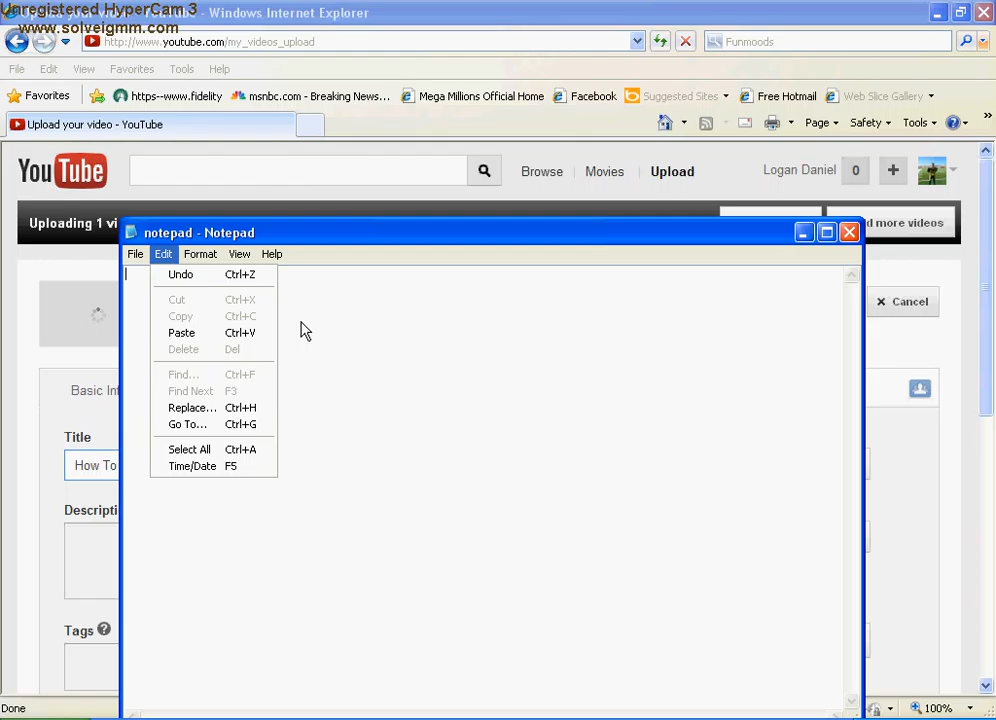 Unregistered HyperCam 3
www.solveigmm.com
YouTube - Windows Internet Explorer
http://www.youtube.com/my_videos_upload
Funmoods
File Edit View Favorites Tools Help
Favorites https--www.fidelity msnbc.com - Breaking News... Mega Millions Official Home Facebook Suggested Sites Free Hotmail Web Slice Gallery
Upload your video - YouTube
Page Safety Tools
YouTube
Browse Movies Upload Logan Daniel 0
Uploading 1 vi
d more videos
notepad - Notepad
File Edit Format View Help
Undo Ctrl+Z
Cut Ctrl+X
Copy Ctrl+C
Paste Ctrl+V
Delete Del
Find... Ctrl+F
Find Next F3
Replace... Ctrl+H
Go To... Ctrl+G
Select All Ctrl+A
Time/Date F5
Cancel
Basic Inf
Title
How To
Descripti
Tags
Done
100%